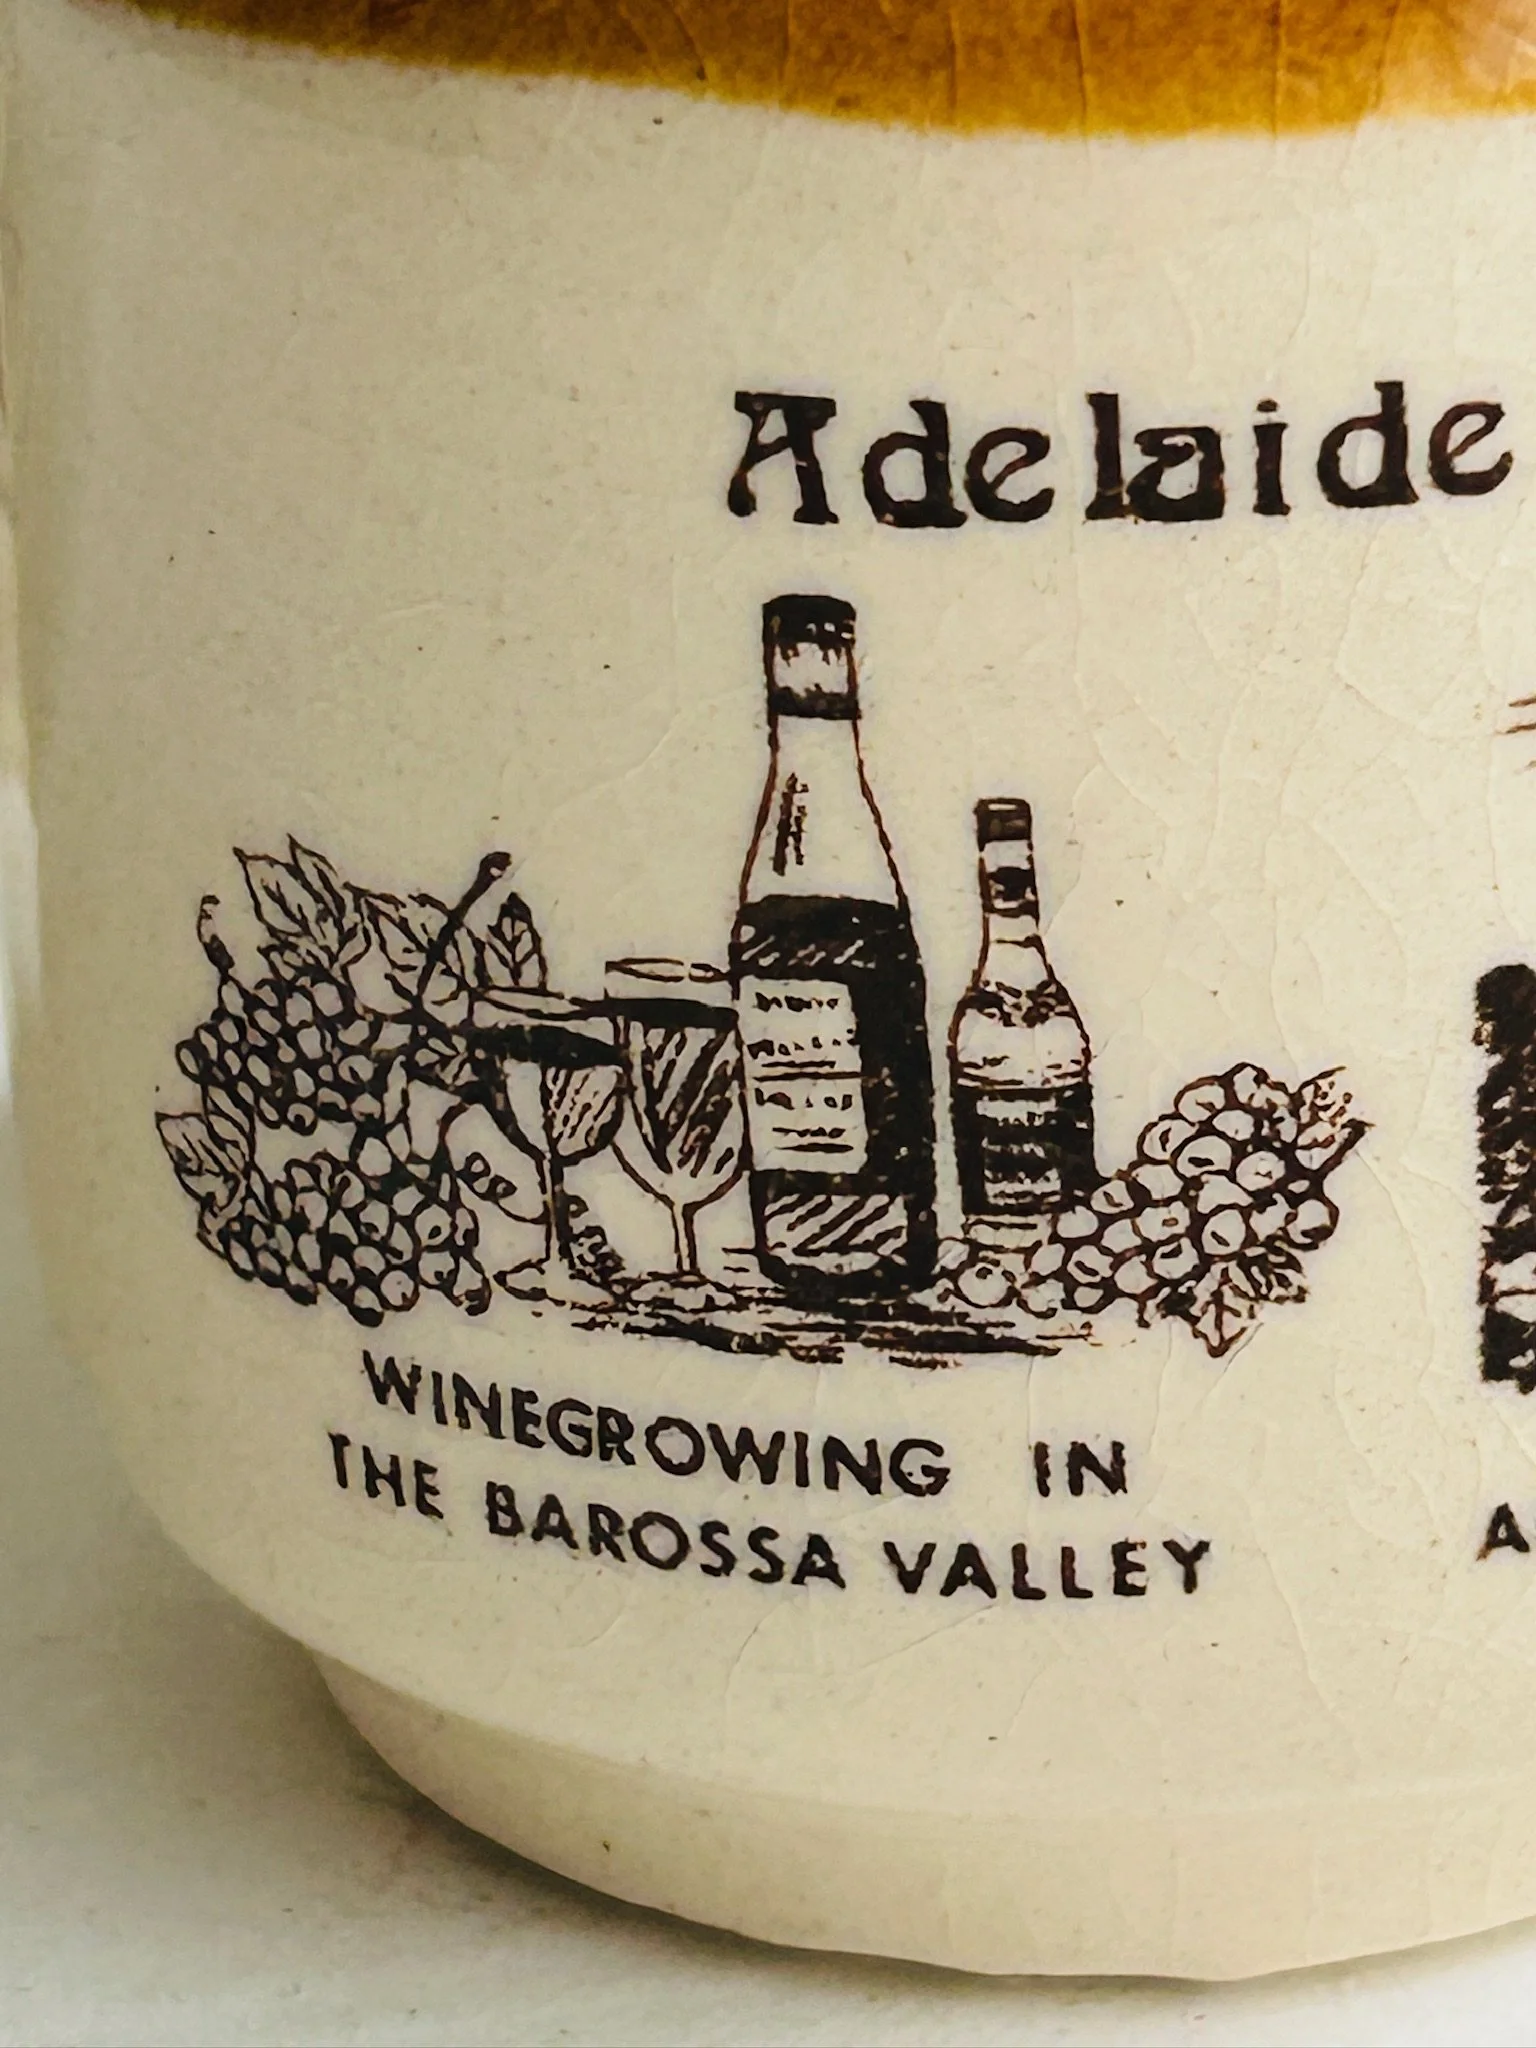 Adelaide
WINEGROWING IN
THE BAROSSA VALLEY
A